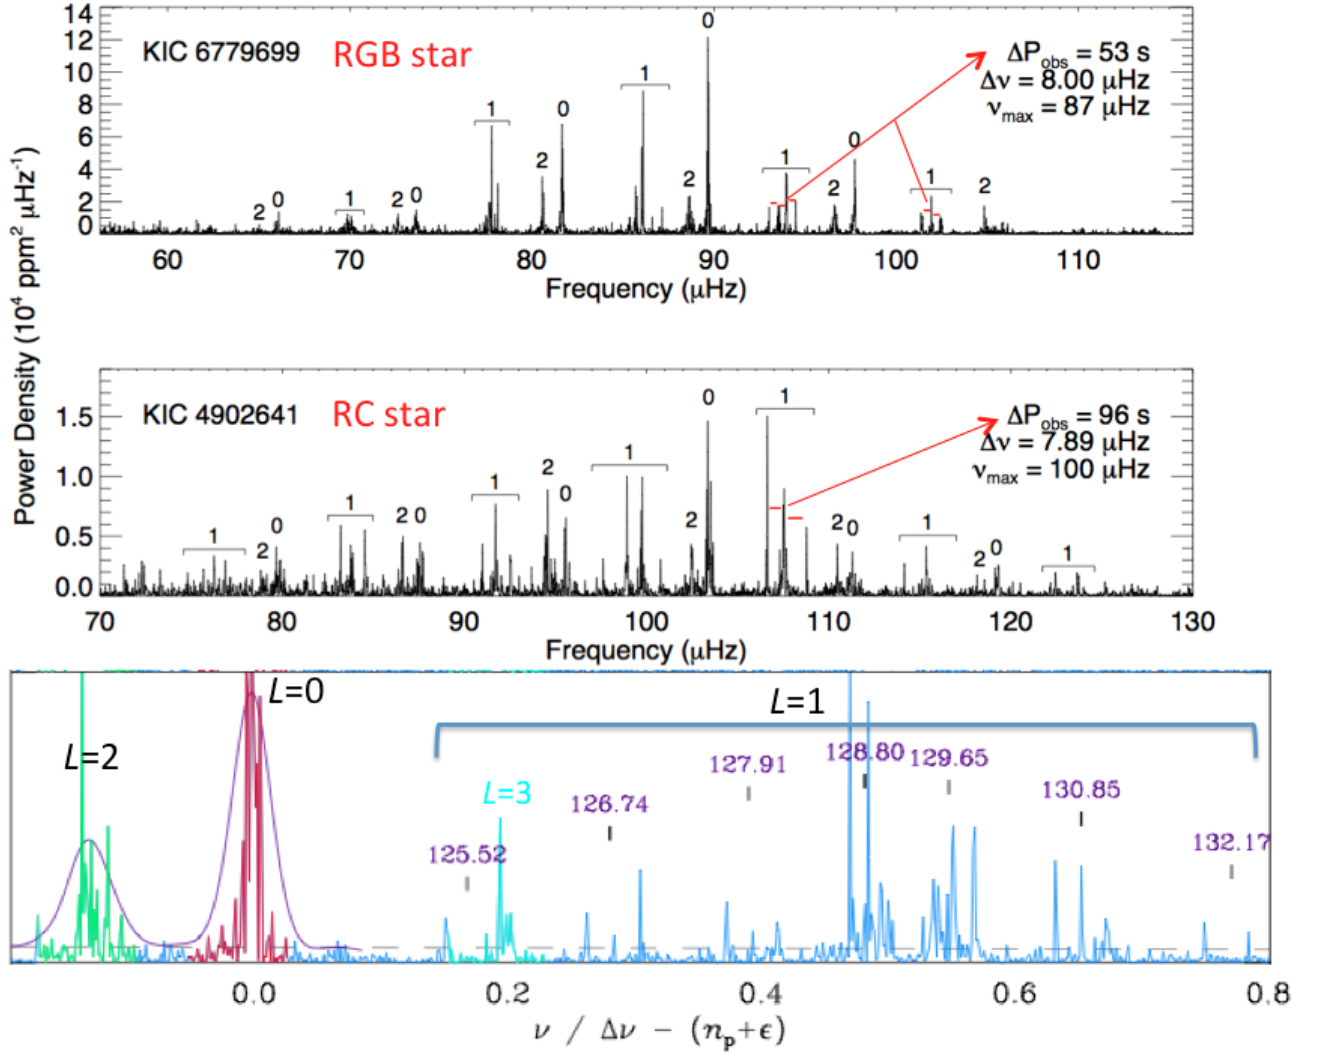 14
12
10
8
6
4
2
0
KIC 6779699 RGB star
ΔP_obs = 53 s
Δν = 8.00 μHz
ν_max = 87 μHz
2 0 1 2 0 1 2 0 1 2 0 1 2 0 1 2
60 70 80 90 100 110
Frequency (μHz)
Power Density (10⁴ ppm² μHz⁻¹)
1.5
1.0
0.5
0.0
KIC 4902641 RC star
ΔP_obs = 96 s
Δν = 7.89 μHz
ν_max = 100 μHz
1 2 0 1 2 0 1 2 0 1 2 0 1 2 0 1 2 0 1
70 80 90 100 110 120 130
Frequency (μHz)
L=2
L=0
L=1
L=3
125.52
126.74
127.91
128.80
129.65
130.85
132.17
0.0 0.2 0.4 0.6 0.8
ν / Δν − (n_p+ϵ)